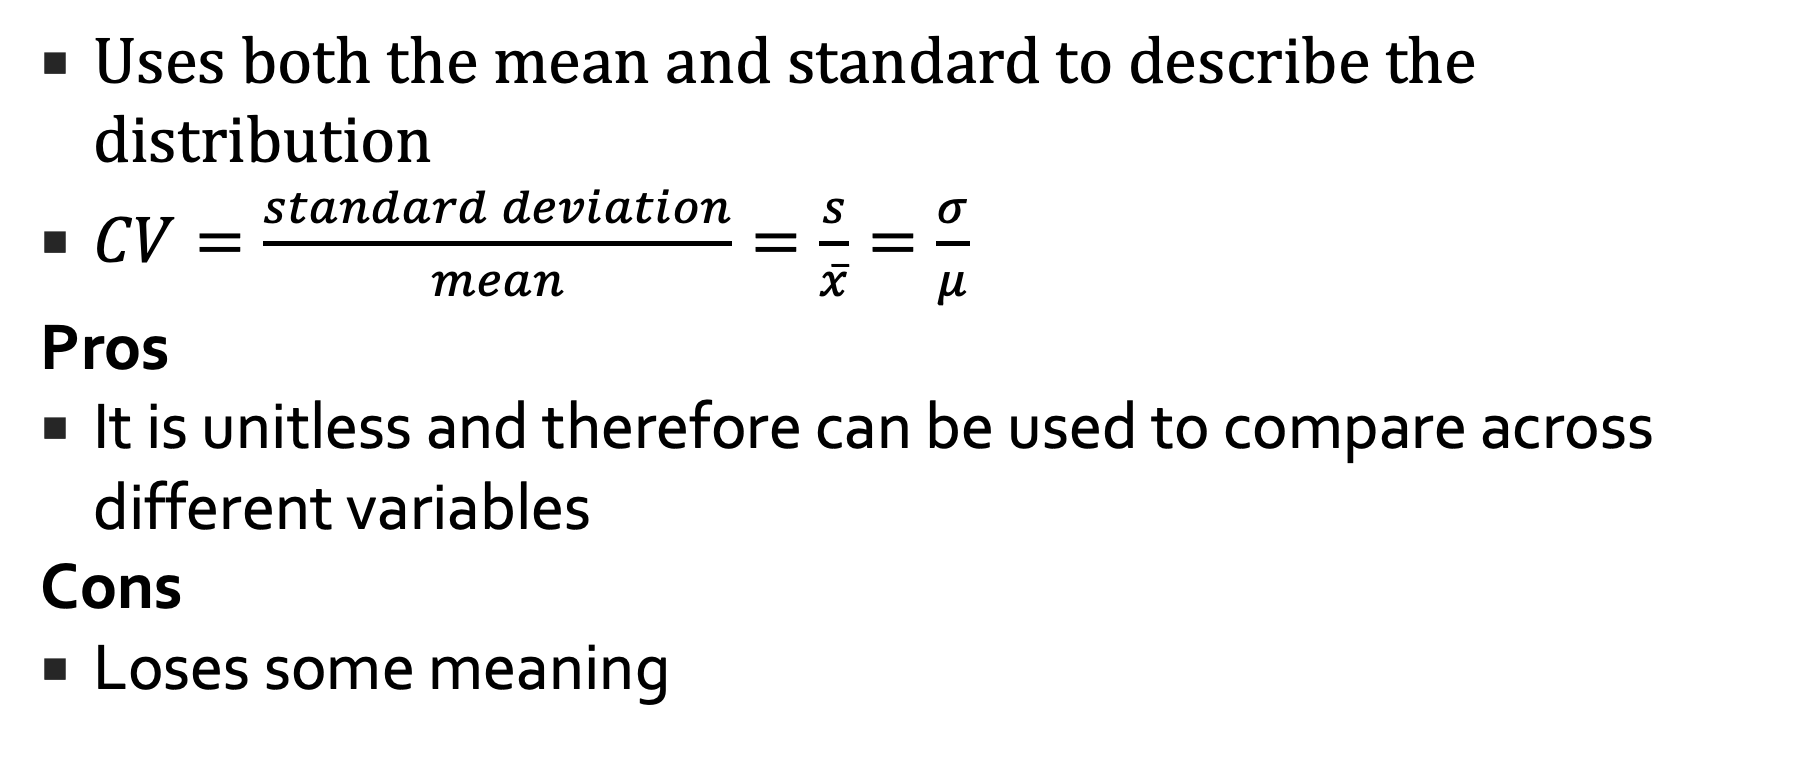 ▪ Uses both the mean and standard to describe the
distribution
▪ CV = standard deviation / mean = s / x̄ = σ / μ
Pros
▪ It is unitless and therefore can be used to compare across
different variables
Cons
▪ Loses some meaning